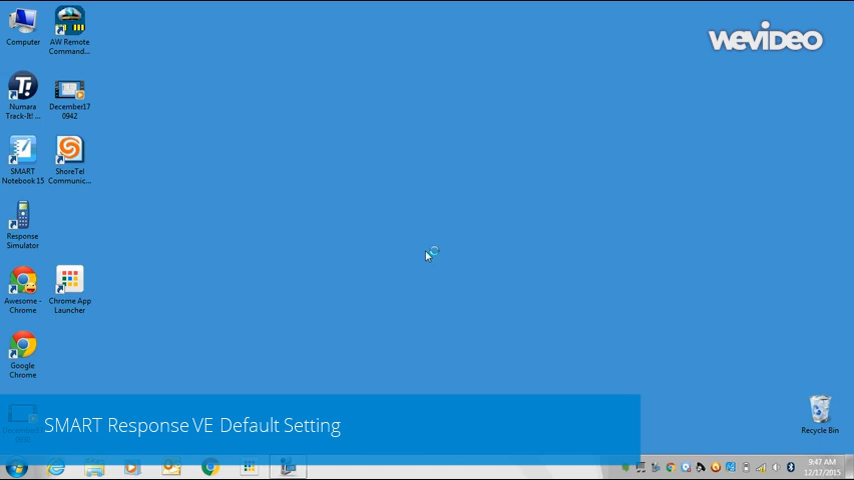 wevideo
Computer
AW Remote
Command...
Numara
Track-It! ...
December17
0942
SMART
Notebook 15
ShoreTel
Communic...
Response
Simulator
Awesome -
Chrome
Chrome App
Launcher
Google
Chrome
SMART Response VE Default Setting
Recycle Bin
9:47 AM
12/17/2015